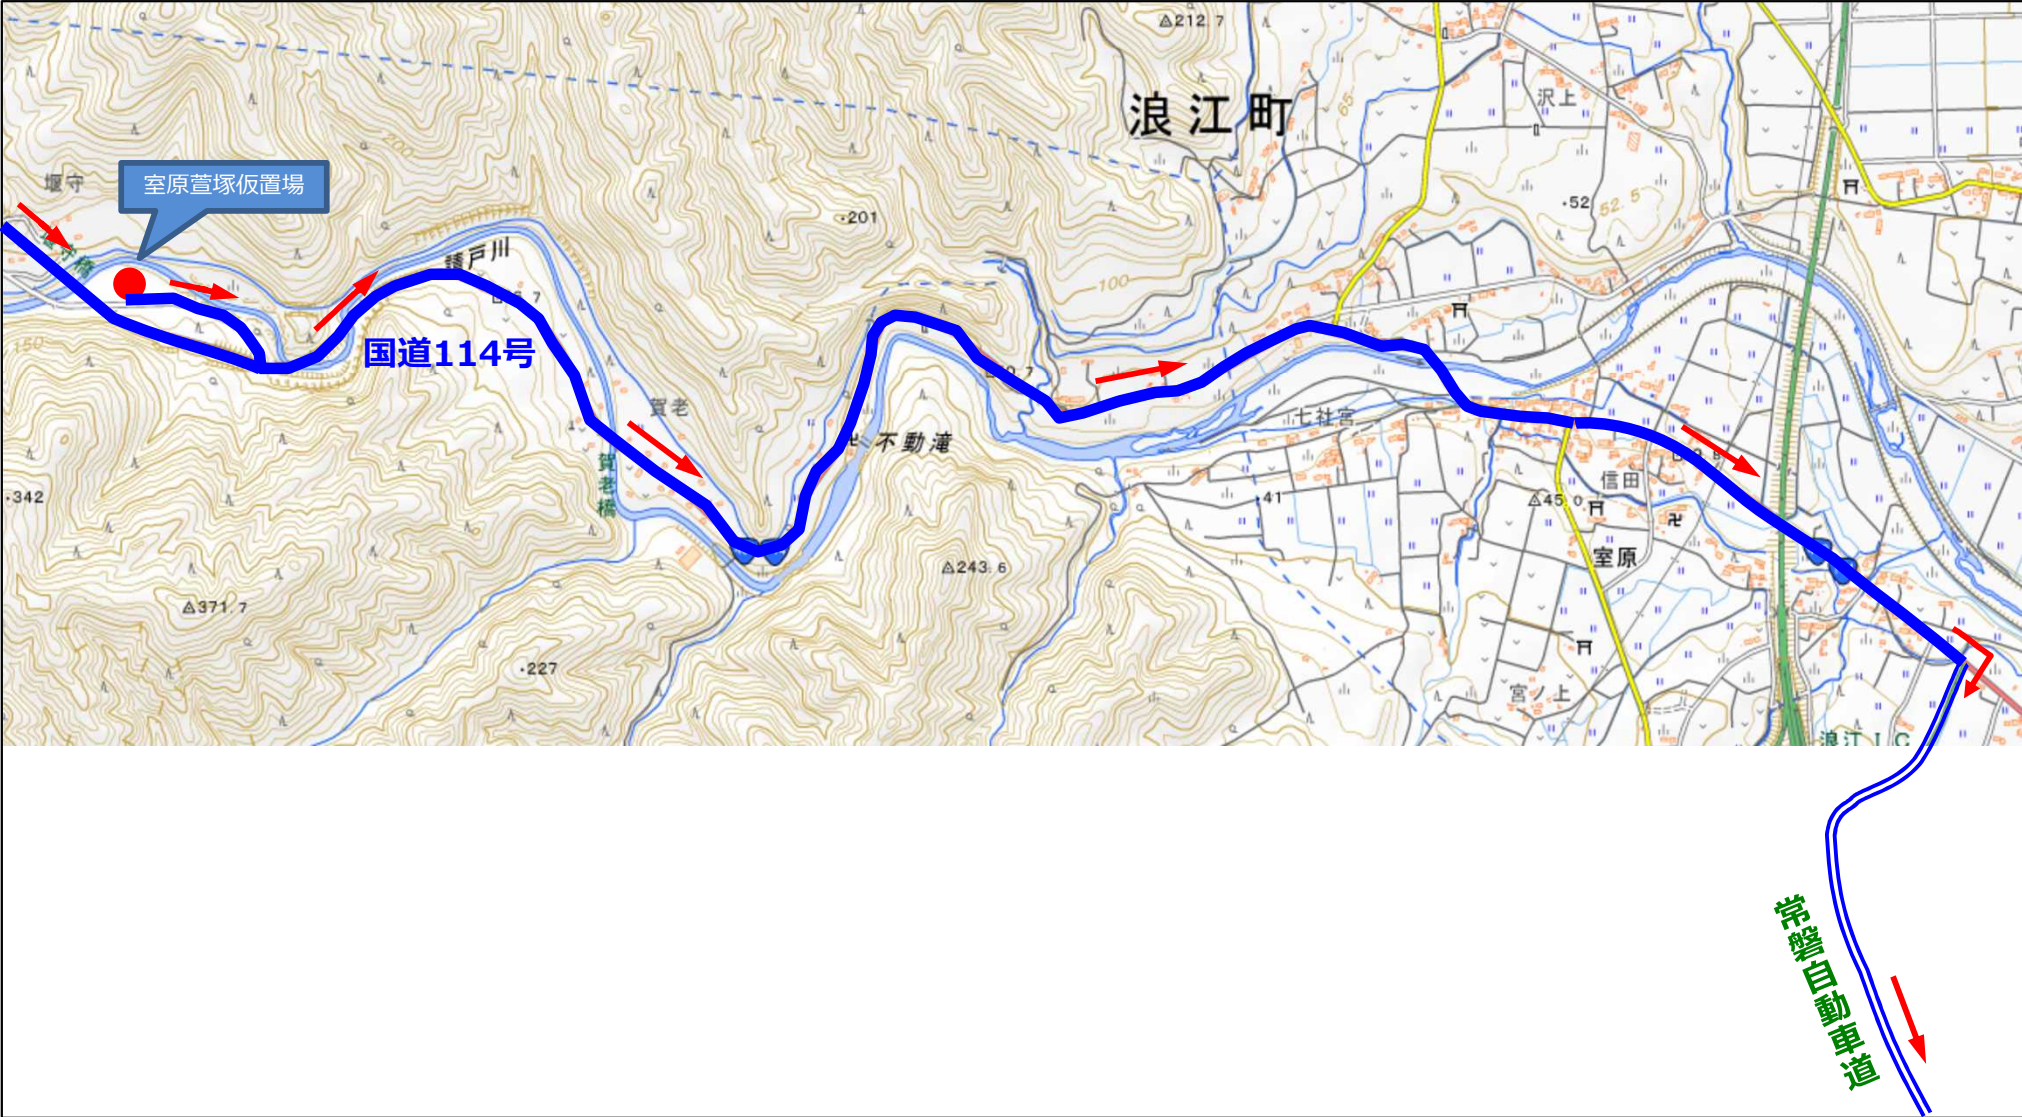 212.7
浪江町
65
沢上
堰守
室原萱塚仮置場
200
201
52
52.5
請戸川
100
国道114号
150
賀老
七社宮
不動滝
賀老橋
信田
342
41
45.0
室原
243.6
371.7
227
宮ノ上
浪江IC
常磐自動車道